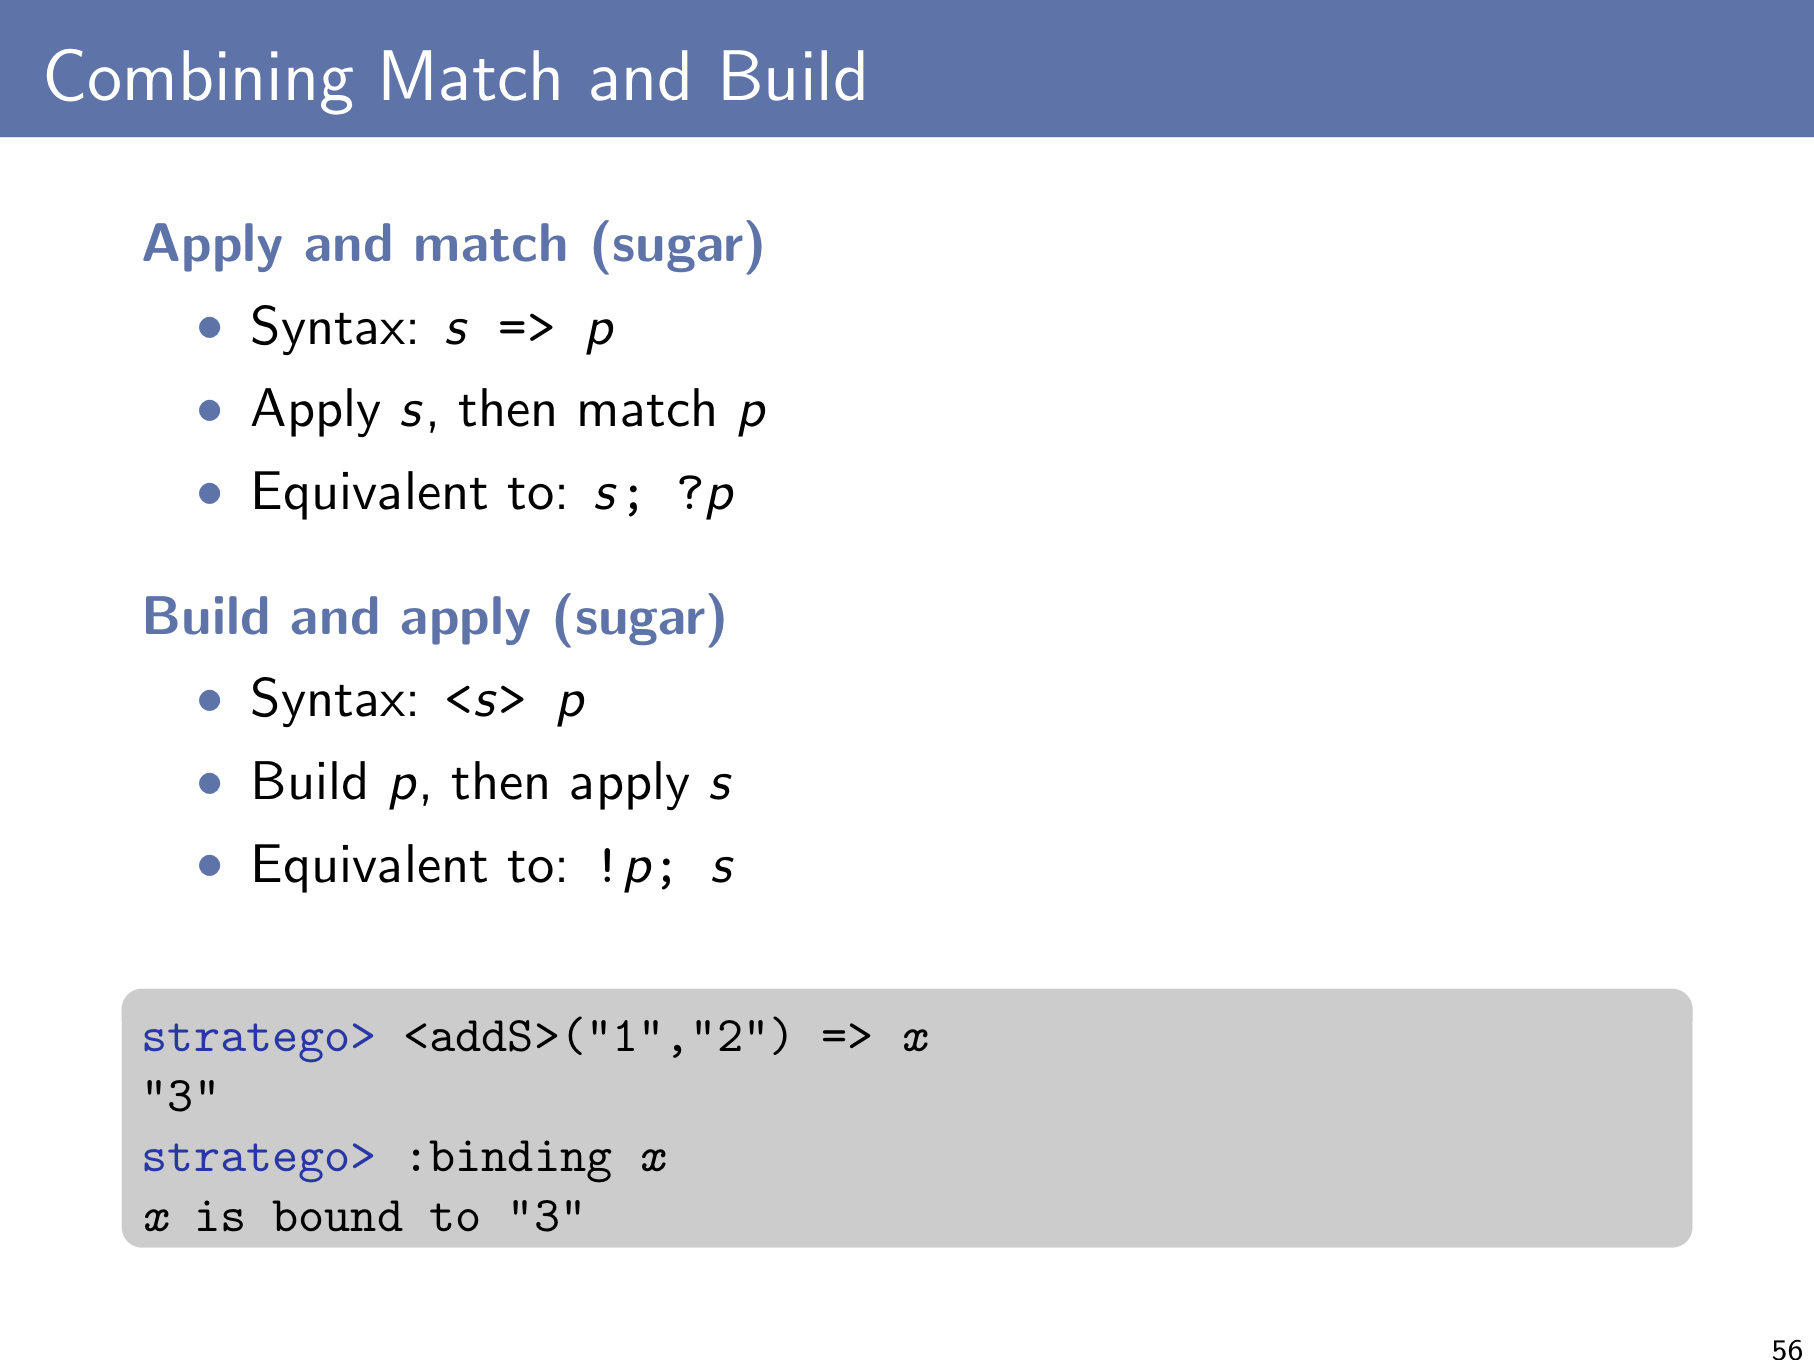 Combining Match and Build
Apply and match (sugar)
• Syntax: s => p
• Apply s, then match p
• Equivalent to: s; ?p
Build and apply (sugar)
• Syntax: <s> p
• Build p, then apply s
• Equivalent to: !p; s
stratego> <addS>("1","2") => x
"3"
stratego> :binding x
x is bound to "3"
56